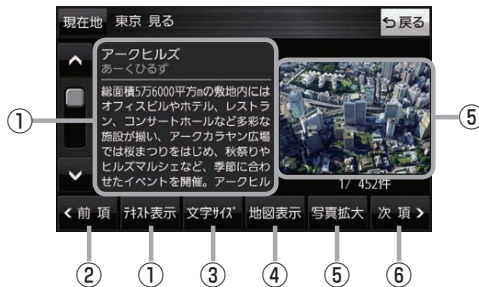 現在地 東京 見る
戻る
アークヒルズ
あーくひるず
総面積5万6000平方mの敷地内には
オフィスビルやホテル、レストラ
ン、コンサートホールなど多彩な
施設が揃い、アークカラヤン広場
では桜まつりをはじめ、秋祭りや
ヒルズマルシェなど、季節に合わ
せたイベントを開催。アークヒル
1/ 452件
前 項 ﾃｷｽﾄ表示 文字ｻｲｽﾞ 地図表示 写真拡大 次 項
① ⑤
② ① ③ ④ ⑤ ⑥